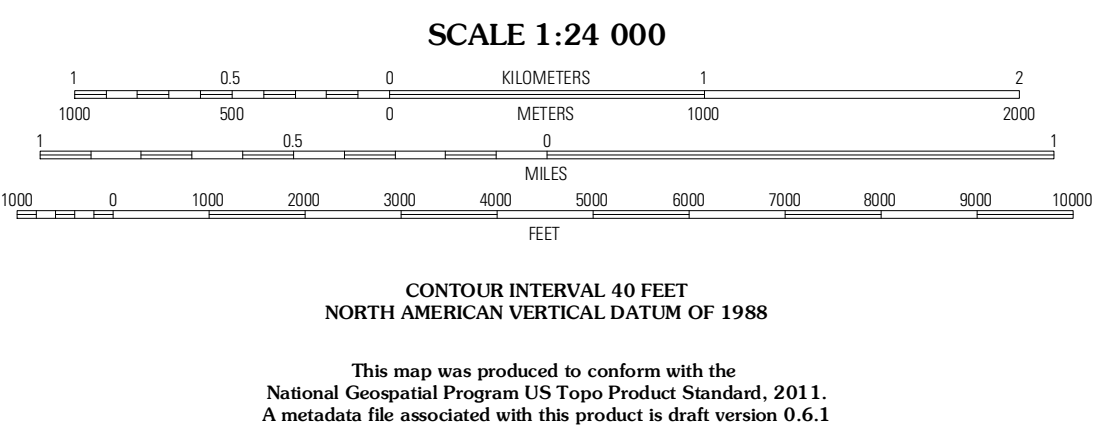 SCALE 1:24 000
1 0.5 0 KILOMETERS 1 2
1000 500 0 METERS 1000 2000
1 0.5 0 1
MILES
1000 0 1000 2000 3000 4000 5000 6000 7000 8000 9000 10000
FEET
CONTOUR INTERVAL 40 FEET
NORTH AMERICAN VERTICAL DATUM OF 1988
This map was produced to conform with the
National Geospatial Program US Topo Product Standard, 2011.
A metadata file associated with this product is draft version 0.6.1